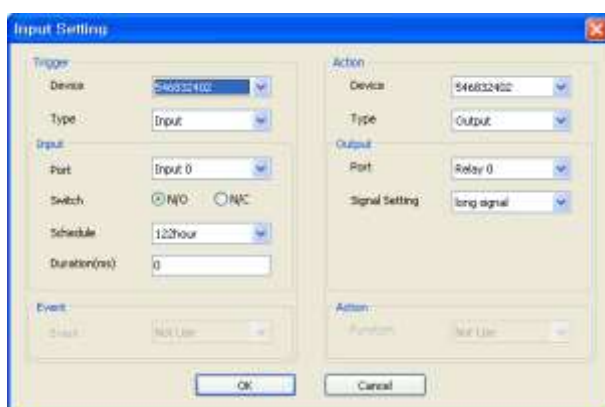 Input Setting
Trigger
Device 546832402
Type Input
Input
Port Input 0
Switch N/O N/C
Schedule 122hour
Duration(ms) 0
Event
Event Not Use
Action
Device 546832402
Type Output
Output
Port Relay 0
Signal Setting long signal
Action
Function Not Use
OK Cancel